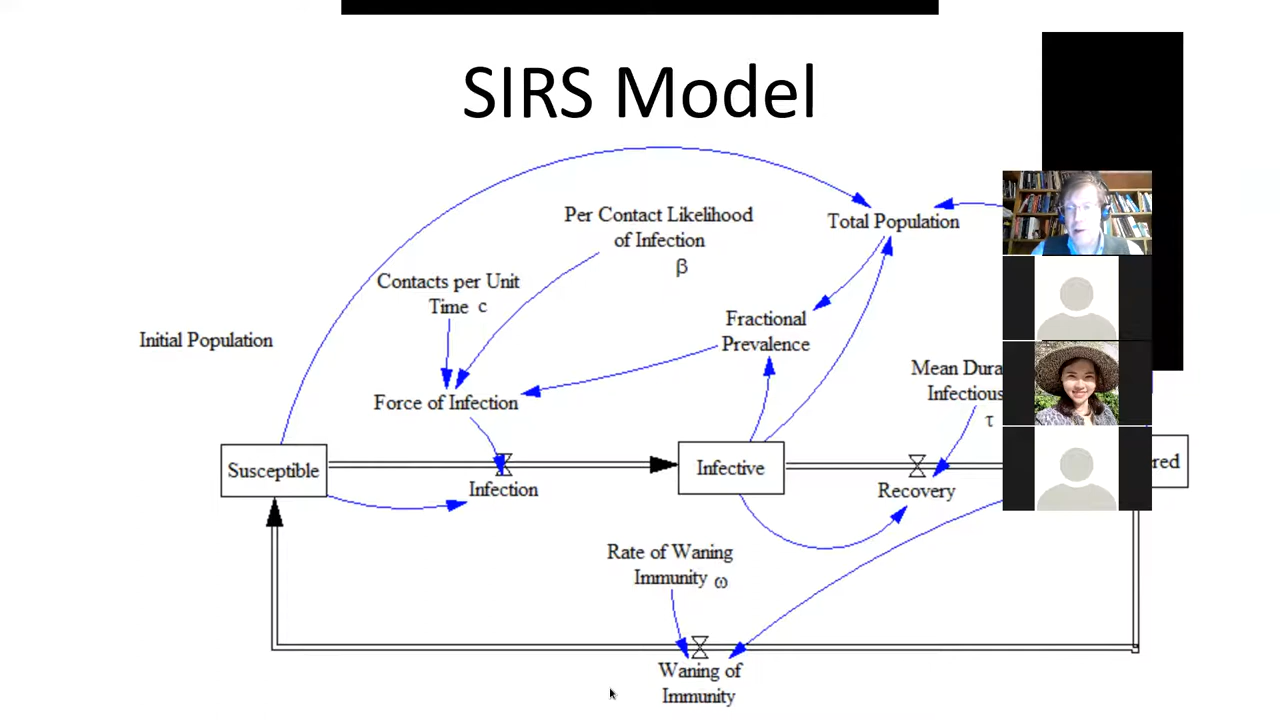 SIRS Model
Per Contact Likelihood
of Infection
β
Total Population
Contacts per Unit
Time c
Initial Population
Fractional
Prevalence
Mean Dura
Infectious
τ
Force of Infection
Susceptible
Infective
red
Infection
Recovery
Rate of Waning
Immunity ω
Waning of
Immunity